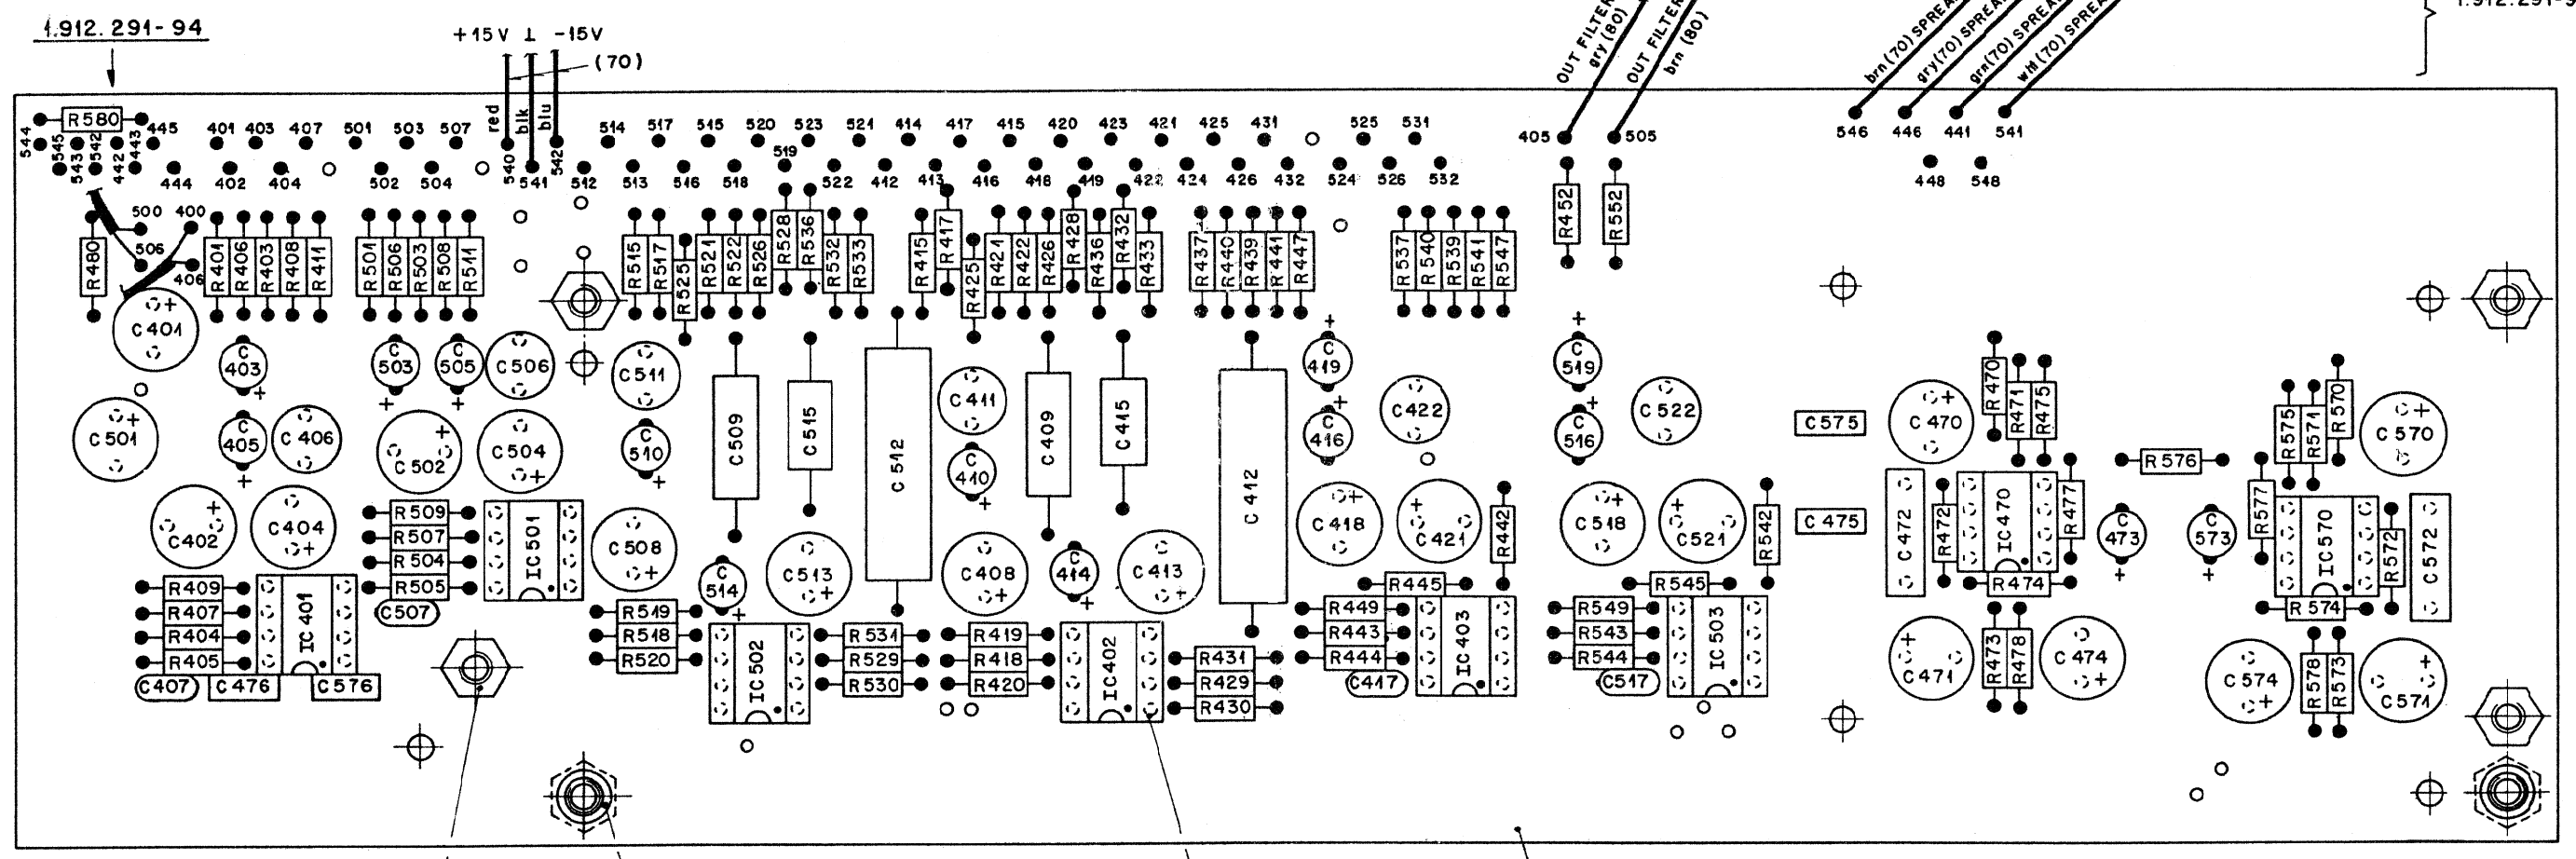 1.912.291-94
+15V ⊥ -15V
(70)
red
blk
blu
OUT FILTER
gry (80)
OUT FILTER
brn (80)
brn (70) SPREA
gry (70) SPREA
grn (70) SPREA
wht (70) SPREA
1.912.291-9
R580
544 545 543 542 442 443 445 401 403 407 501 503 507 540 542 514 517 515 520 523 521 414 417 415 420 423 421 425 431 525 531 405 505 546 446 441 541
444 402 404 502 504 541 512 513 516 518 519 522 412 413 416 418 419 422 424 426 432 524 526 532 448 548
500 400
506 406
R480 R401 R406 R403 R408 R411 R501 R506 R503 R508 R511 R515 R517 R525 R521 R522 R526 R528 R536 R532 R533 R415 R417 R425 R421 R422 R426 R428 R436 R432 R433 R437 R440 R439 R441 R447 R537 R540 R539 R541 R547 R452 R552
C401 + C403 + C503 + C505 + C506 C511 C509 C515 C512 C411 + C409 C415 C412 C419 + C422 C519 + C522 C575 C470 + R470 R471 R475 R575 R571 R570 C570 +
C501 + C405 + C406 C502 + C504 + C510 + C410 + C416 + C516 + R576
C402 + C404 + R509 IC501 C508 + C418 + C421 + R442 C518 + C521 + R542 C475 C472 R472 IC470 R477 C473 + C573 + R577 IC570 R572 C572
R507
R504
R409 IC401 R505 C514 + C513 + C408 + C414 + C413 + R445 R545 R474 R574
R407 C507 R519 R449 IC403 R549 IC503
R404 R518 IC502 R531 R419 IC402 R443 R543
R405 R520 R529 R418 R431 R444 R544 C471 + R473 R478 C474 + C574 + R578 R573 C571 +
C407 C476 C576 R530 R420 R429 C417 C517
R430